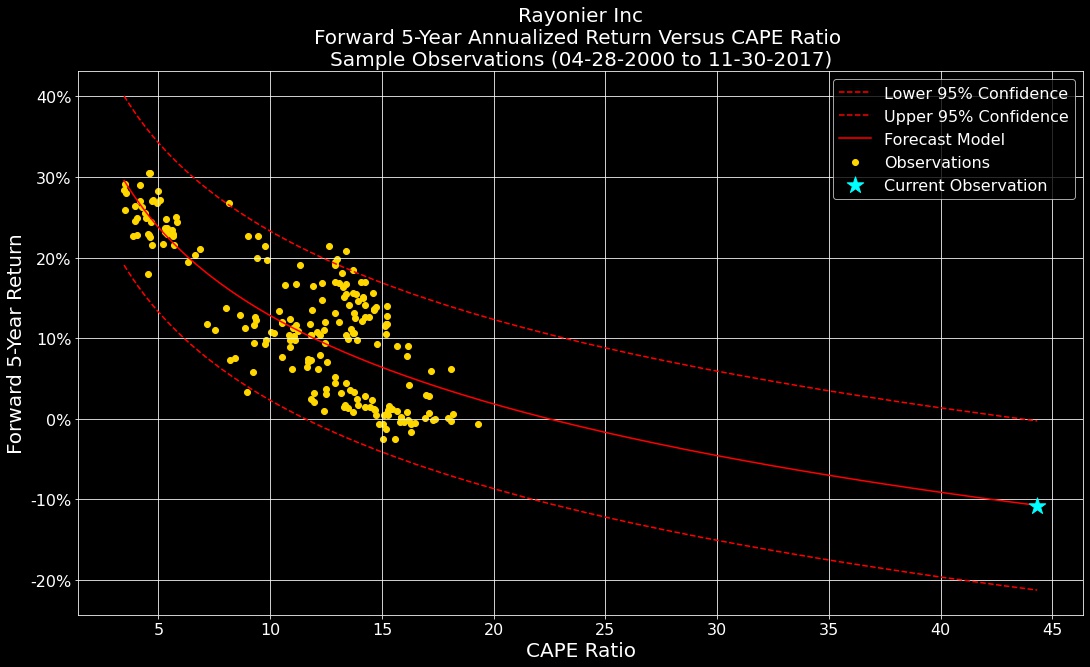 Rayonier Inc
Forward 5-Year Annualized Return Versus CAPE Ratio
Sample Observations (04-28-2000 to 11-30-2017)
Lower 95% Confidence
Upper 95% Confidence
Forecast Model
Observations
Current Observation
Forward 5-Year Return
40%
30%
20%
10%
0%
-10%
-20%
5 10 15 20 25 30 35 40 45
CAPE Ratio